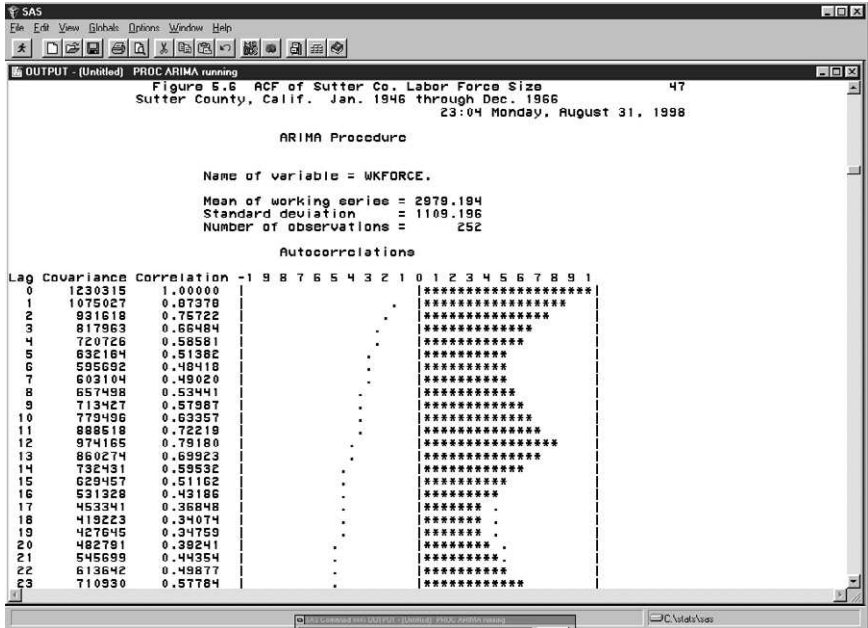 SAS
File Edit View Globals Options Window Help
OUTPUT - (Untitled) PROC ARIMA running
Figure 5.6 ACF of Sutter Co. Labor Force Size 47
Sutter County, Calif. Jan. 1946 through Dec. 1966
23:04 Monday, August 31, 1998
ARIMA Procedure
Name of variable = WKFORCE.
Mean of working series = 2979.194
Standard deviation = 1109.196
Number of observations = 252
Autocorrelations
Lag Covariance Correlation -1 9 8 7 6 5 4 3 2 1 0 1 2 3 4 5 6 7 8 9 1
0 1230315 1.00000 | |********************|
1 1075027 0.87378 | . |***************** |
2 931618 0.75722 | . |*************** |
3 817963 0.66484 | . |************* |
4 720726 0.58581 | . |************ |
5 632164 0.51382 | . |********** |
6 595692 0.48418 | . |********** |
7 603104 0.49020 | . |********** |
8 657498 0.53441 | . |*********** |
9 713427 0.57987 | . |************ |
10 779496 0.63357 | . |************* |
11 888518 0.72219 | . |************** |
12 974165 0.79180 | . |**************** |
13 860274 0.69923 | . |************** |
14 732431 0.59532 | . |************ |
15 629457 0.51162 | . |********** |
16 531328 0.43186 | . |********* |
17 453341 0.36848 | . |******* . |
18 419223 0.34074 | . |******* . |
19 427645 0.34759 | . |******* . |
20 482791 0.39241 | . |******** . |
21 545699 0.44354 | . |*********. |
22 613642 0.49877 | . |********** |
23 710930 0.57784 | . |************ |
C:\stats\sas
OUTPUT - (Untitled) PROC ARIMA running